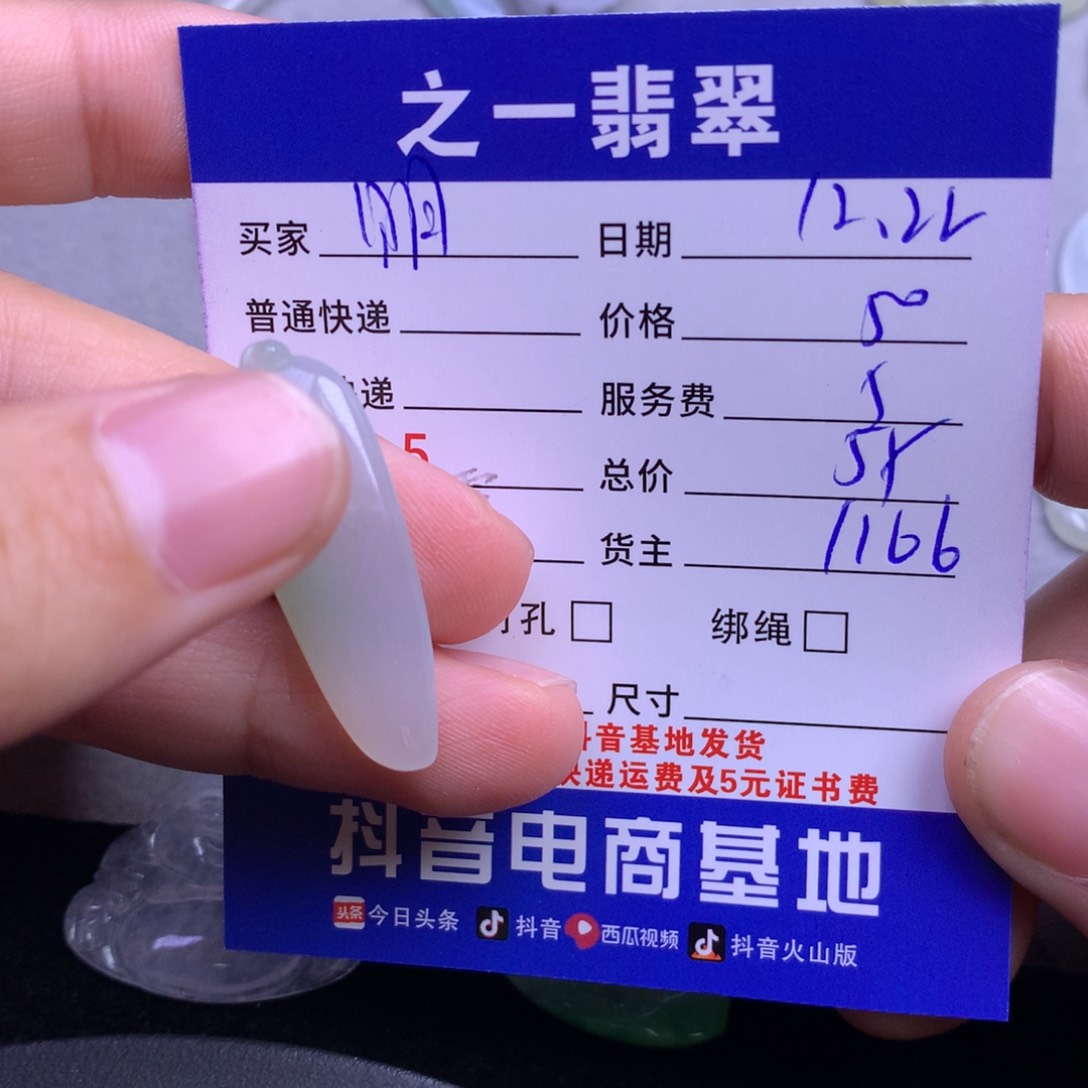 之一翡翠
买家 明 日期 12.22
普通快递 价格 50
递 服务费 5
5 总价 55
货主 1166
孔 绑绳
尺寸
音基地发货
递运费及5元证书费
抖音电商基地
头条 今日头条 抖音 西瓜视频 抖音火山版